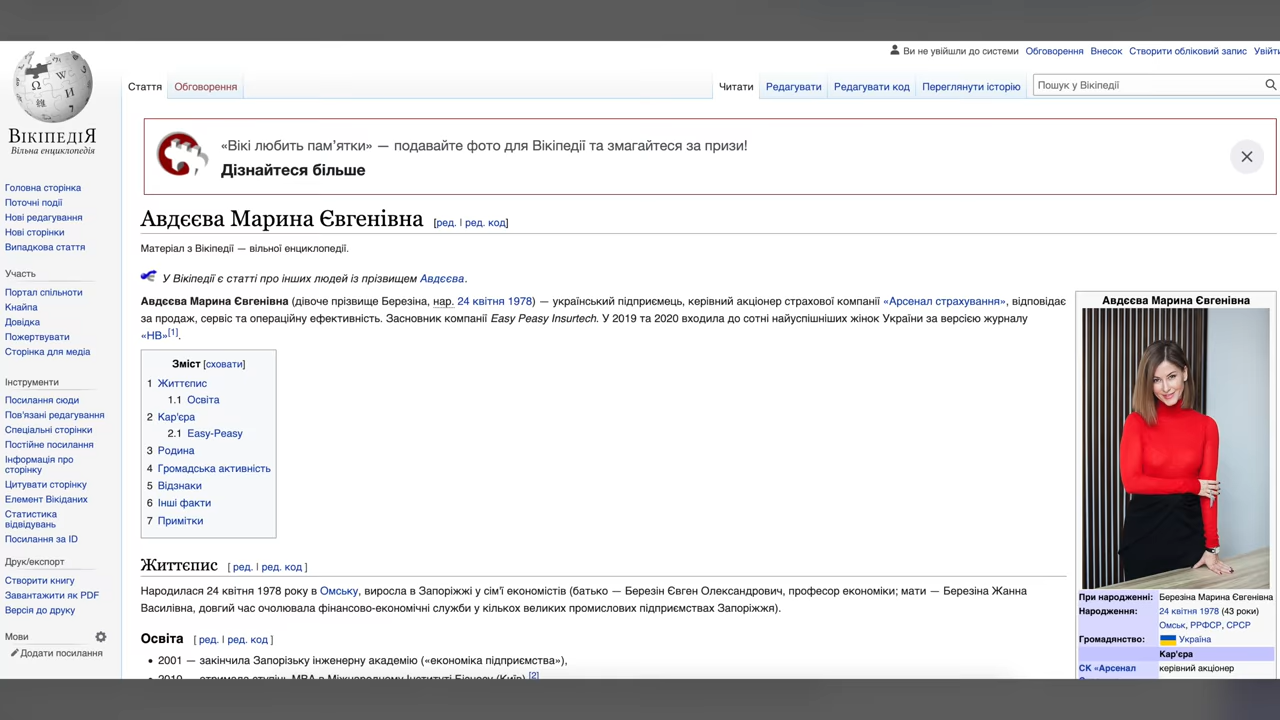 Ви не увійшли до системи Обговорення Внесок Створити обліковий запис Увійти
ВІКІПЕДІЯ
Вільна енциклопедія
Стаття Обговорення Читати Редагувати Редагувати код Переглянути історію Пошук у Вікіпедії
«Вікі любить пам'ятки» — подавайте фото для Вікіпедії та змагайтеся за призи!
Дізнайтеся більше
Головна сторінка
Поточні події
Нові редагування
Нові сторінки
Випадкова стаття
Участь
Портал спільноти
Кнайпа
Довідка
Пожертвувати
Сторінка для медіа
Інструменти
Посилання сюди
Пов'язані редагування
Спеціальні сторінки
Постійне посилання
Інформація про
сторінку
Цитувати сторінку
Елемент Вікіданих
Статистика
відвідувань
Посилання за ID
Друк/експорт
Створити книгу
Завантажити як PDF
Версія до друку
Мови
Додати посилання
Авдєєва Марина Євгенівна [ред. | ред. код]
Матеріал з Вікіпедії — вільної енциклопедії.
У Вікіпедії є статті про інших людей із прізвищем Авдєєва.
Авдєєва Марина Євгенівна (дівоче прізвище Березіна, нар. 24 квітня 1978) — український підприємець, керівний акціонер страхової компанії «Арсенал страхування», відповідає
за продаж, сервіс та операційну ефективність. Засновник компанії Easy Peasy Insurtech. У 2019 та 2020 входила до сотні найуспішніших жінок України за версією журналу
«НВ»[1].
Зміст [сховати]
1 Життєпис
1.1 Освіта
2 Кар'єра
2.1 Easy-Peasy
3 Родина
4 Громадська активність
5 Відзнаки
6 Інші факти
7 Примітки
Життєпис [ ред. | ред. код ]
Народилася 24 квітня 1978 року в Омську, виросла в Запоріжжі у сім'ї економістів (батько — Березін Євген Олександрович, професор економіки; мати — Березіна Жанна
Василівна, довгий час очолювала фінансово-економічні служби у кількох великих промислових підприємствах Запоріжжя).
Освіта [ ред. | ред. код ]
• 2001 — закінчила Запорізьку інженерну академію («економіка підприємства»),
• 2010 — отримала ступінь MBA в Міжнародному Інституті Бізнесу (Київ).[2]
Авдєєва Марина Євгенівна
При народженні: Березіна Марина Євгенівна
Народження: 24 квітня 1978 (43 роки)
Омськ, РРФСР, СРСР
Громадянство: Україна
Кар'єра
СК «Арсенал керівний акціонер